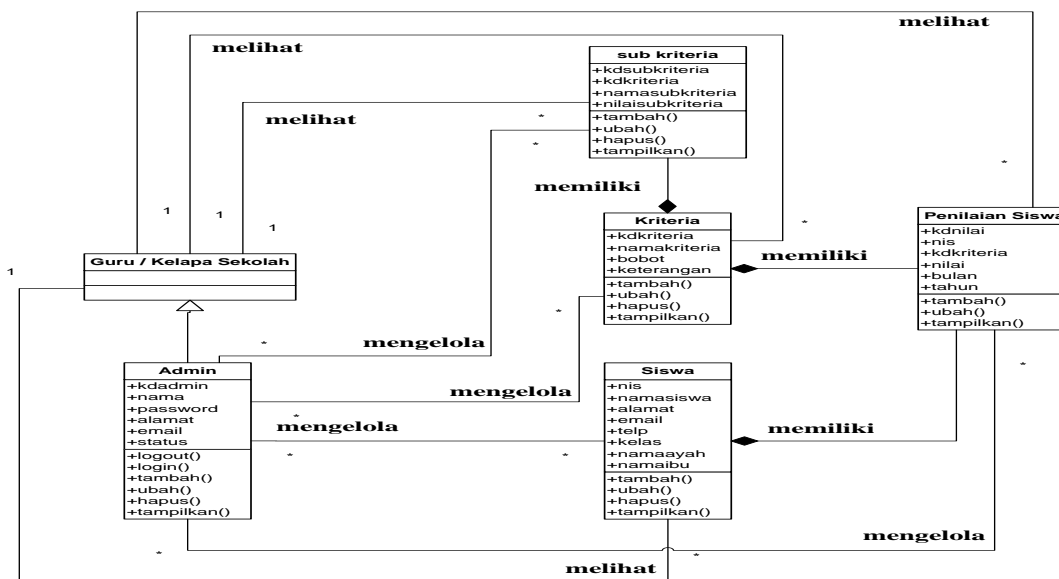 melihat
melihat
melihat
sub kriteria
+kdsubkriteria
+kdkriteria
+namasubkriteria
+nilaisubkriteria
+tambah()
+ubah()
+hapus()
+tampilkan()
*
*
memiliki
*
1
1
1
1
*
Guru / Kelapa Sekolah
Kriteria
+kdkriteria
+namakriteria
+bobot
+keterangan
+tambah()
+ubah()
+hapus()
+tampilkan()
memiliki
Penilaian Siswa
+kdnilai
+nis
+kdkriteria
+nilai
+bulan
+tahun
+tambah()
+ubah()
+tampilkan()
*
mengelola
*
*
Admin
+kdadmin
+nama
+password
+alamat
+email
+status
+logout()
+login()
+tambah()
+ubah()
+hapus()
+tampilkan()
mengelola
*
mengelola
*
*
Siswa
+nis
+namasiswa
+alamat
+email
+telp
+kelas
+namaayah
+namaibu
+tambah()
+ubah()
+hapus()
+tampilkan()
memiliki
mengelola
*
*
*
melihat